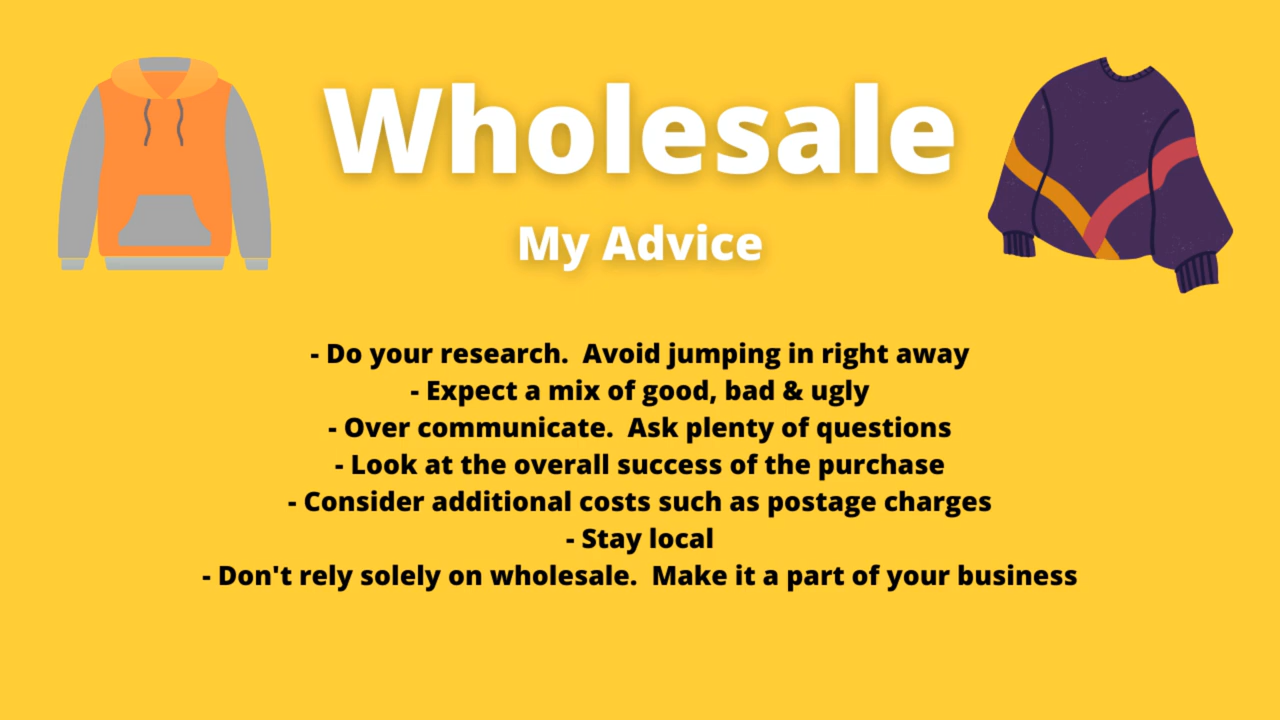 Wholesale
My Advice
- Do your research.  Avoid jumping in right away
- Expect a mix of good, bad & ugly
- Over communicate.  Ask plenty of questions
- Look at the overall success of the purchase
- Consider additional costs such as postage charges
- Stay local
- Don't rely solely on wholesale.  Make it a part of your business